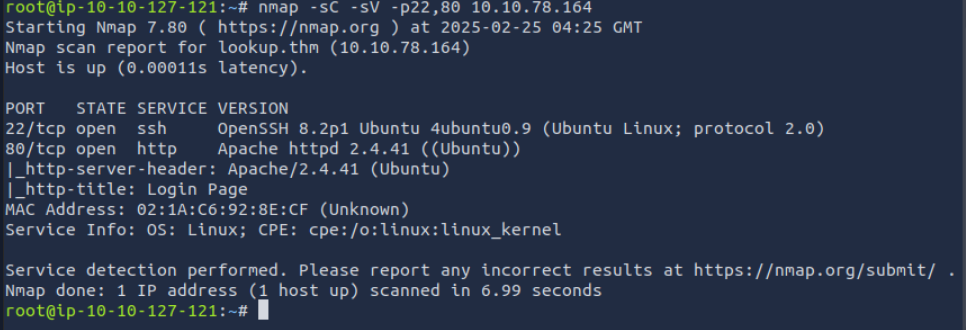 root@ip-10-10-127-121:~# nmap -sC -sV -p22,80 10.10.78.164
Starting Nmap 7.80 ( https://nmap.org ) at 2025-02-25 04:25 GMT
Nmap scan report for lookup.thm (10.10.78.164)
Host is up (0.00011s latency).

PORT   STATE SERVICE VERSION
22/tcp open  ssh     OpenSSH 8.2p1 Ubuntu 4ubuntu0.9 (Ubuntu Linux; protocol 2.0)
80/tcp open  http    Apache httpd 2.4.41 ((Ubuntu))
|_http-server-header: Apache/2.4.41 (Ubuntu)
|_http-title: Login Page
MAC Address: 02:1A:C6:92:8E:CF (Unknown)
Service Info: OS: Linux; CPE: cpe:/o:linux:linux_kernel

Service detection performed. Please report any incorrect results at https://nmap.org/submit/ .
Nmap done: 1 IP address (1 host up) scanned in 6.99 seconds
root@ip-10-10-127-121:~#